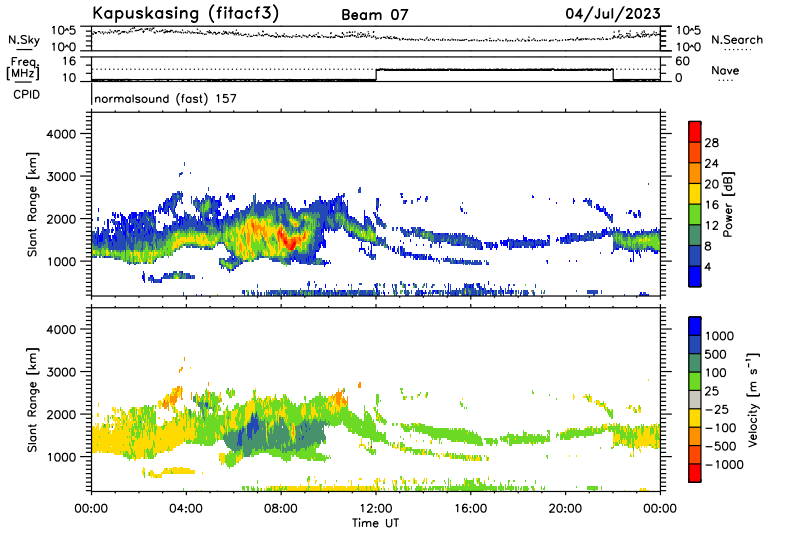 Kapuskasing (fitacf3) Beam 07 04/Jul/2023
N.Sky 10^5 10^0 10^5 10^0 N.Search
Freq. [MHz] 16 10 60 0 Nave
CPID normalsound (fast) 157
Slant Range [km] 4000 3000 2000 1000
28 24 20 16 12 8 4 Power [dB]
Slant Range [km] 4000 3000 2000 1000
1000 500 100 25 −25 −100 −500 −1000 Velocity [m s⁻¹]
00:00 04:00 08:00 12:00 16:00 20:00 00:00
Time UT